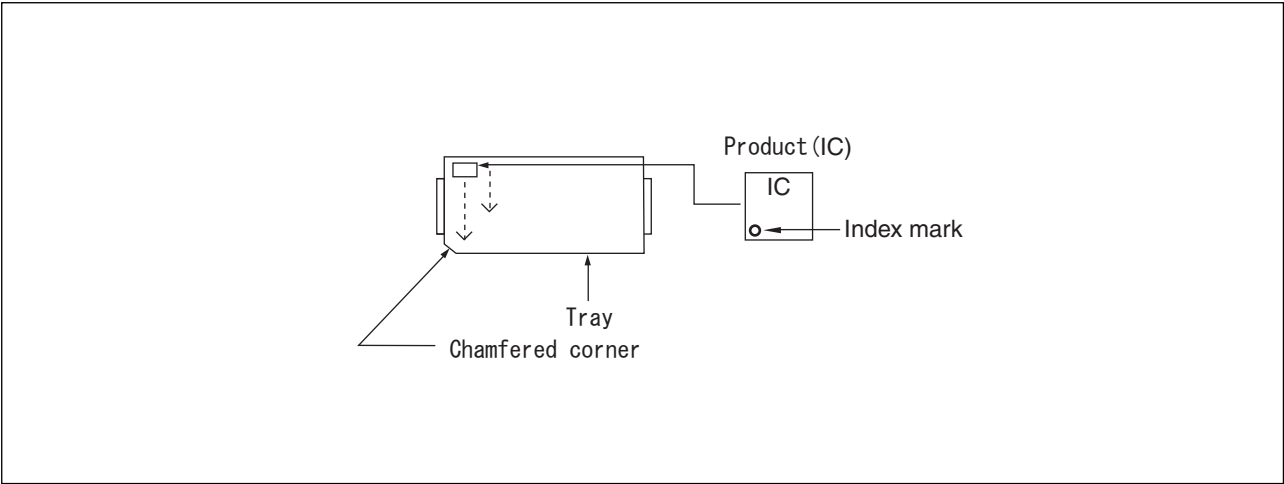 Product(IC)
IC
Index mark
Tray
Chamfered corner